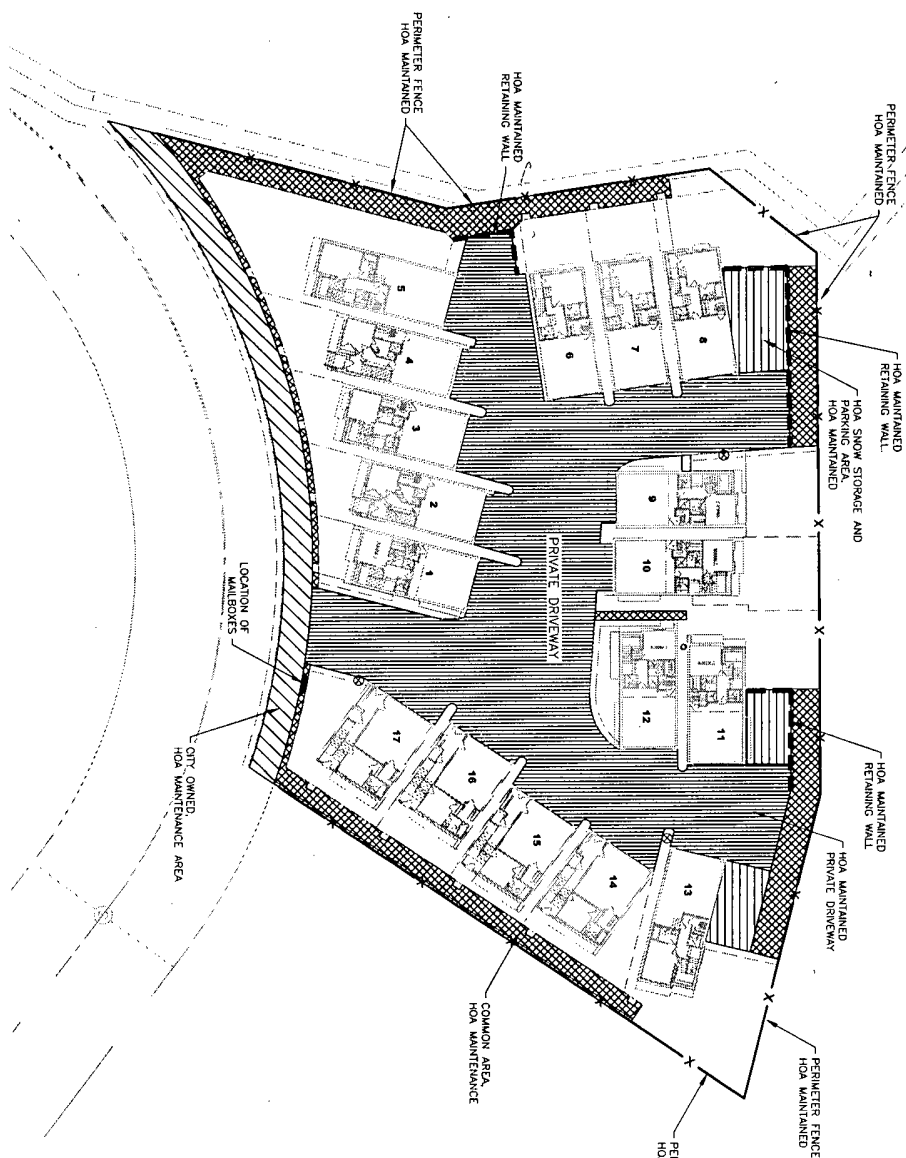 PERIMETER FENCE
HOA MAINTAINED
HOA MAINTAINED
RETAINING WALL
PERIMETER FENCE
HOA MAINTAINED
HOA MAINTAINED
RETAINING WALL
HOA SNOW STORAGE AND
PARKING AREA,
HOA MAINTAINED
5
4
3
2
1
6
7
8
9
10
PRIVATE DRIVEWAY
12
11
LOCATION OF
MAILBOXES
CITY OWNED,
HOA MAINTENANCE AREA
17
16
15
14
13
HOA MAINTAINED
RETAINING WALL
HOA MAINTAINED
PRIVATE DRIVEWAY
COMMON AREA,
HOA MAINTENANCE
PERIMETER FENCE
HOA MAINTAINED